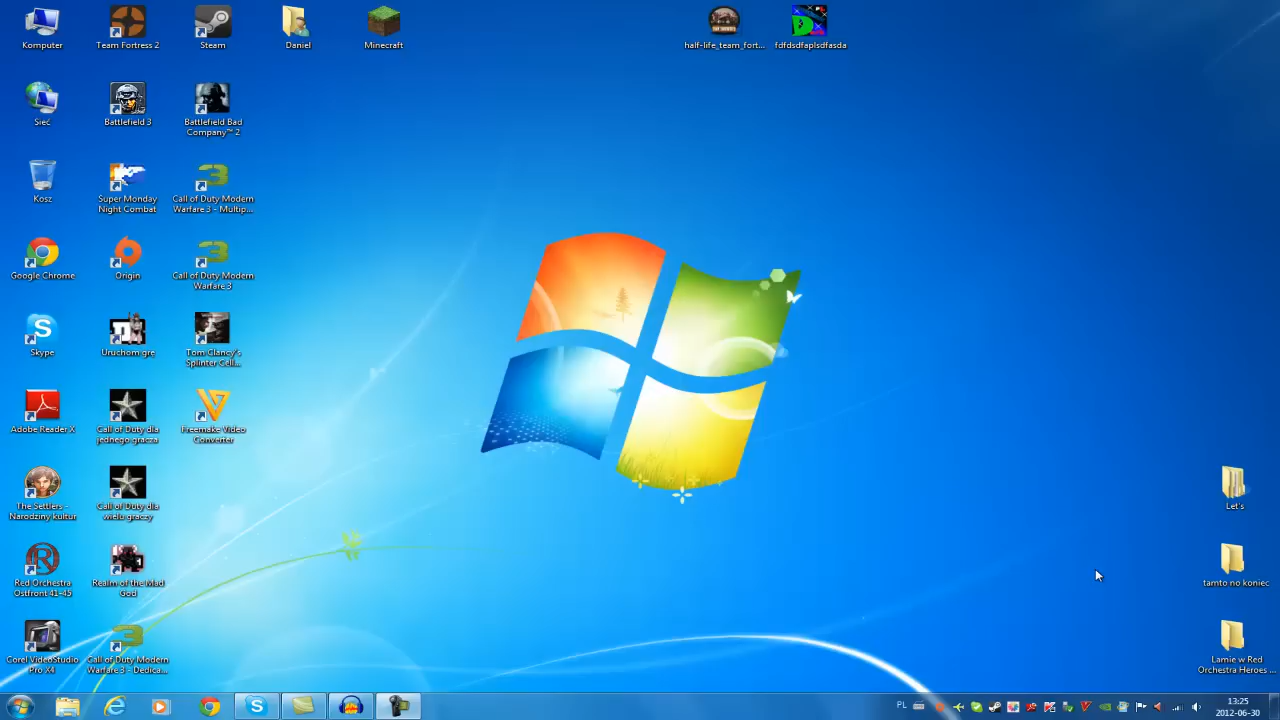 Komputer
Team Fortress 2
Steam
Daniel
Minecraft
half-life_team_fort...
fdfdsdfaplsdfasda
Sieć
Battlefield 3
Battlefield Bad
Company™ 2
Kosz
Super Monday
Night Combat
Call of Duty Modern
Warfare 3 - Multip...
Google Chrome
Origin
Call of Duty Modern
Warfare 3
Skype
Uruchom grę
Tom Clancy's
Splinter Cell...
Adobe Reader X
Call of Duty dla
jednego gracza
Freemake Video
Converter
The Settlers -
Narodziny kultur
Call of Duty dla
wielu graczy
Let's
Red Orchestra
Ostfront 41-45
Realm of the Mad
God
tamto no koniec
Corel VideoStudio
Pro X4
Call of Duty Modern
Warfare 3 - Dedica...
Lamie w Red
Orchestra Heroes ...
PL
13:25
2012-06-30